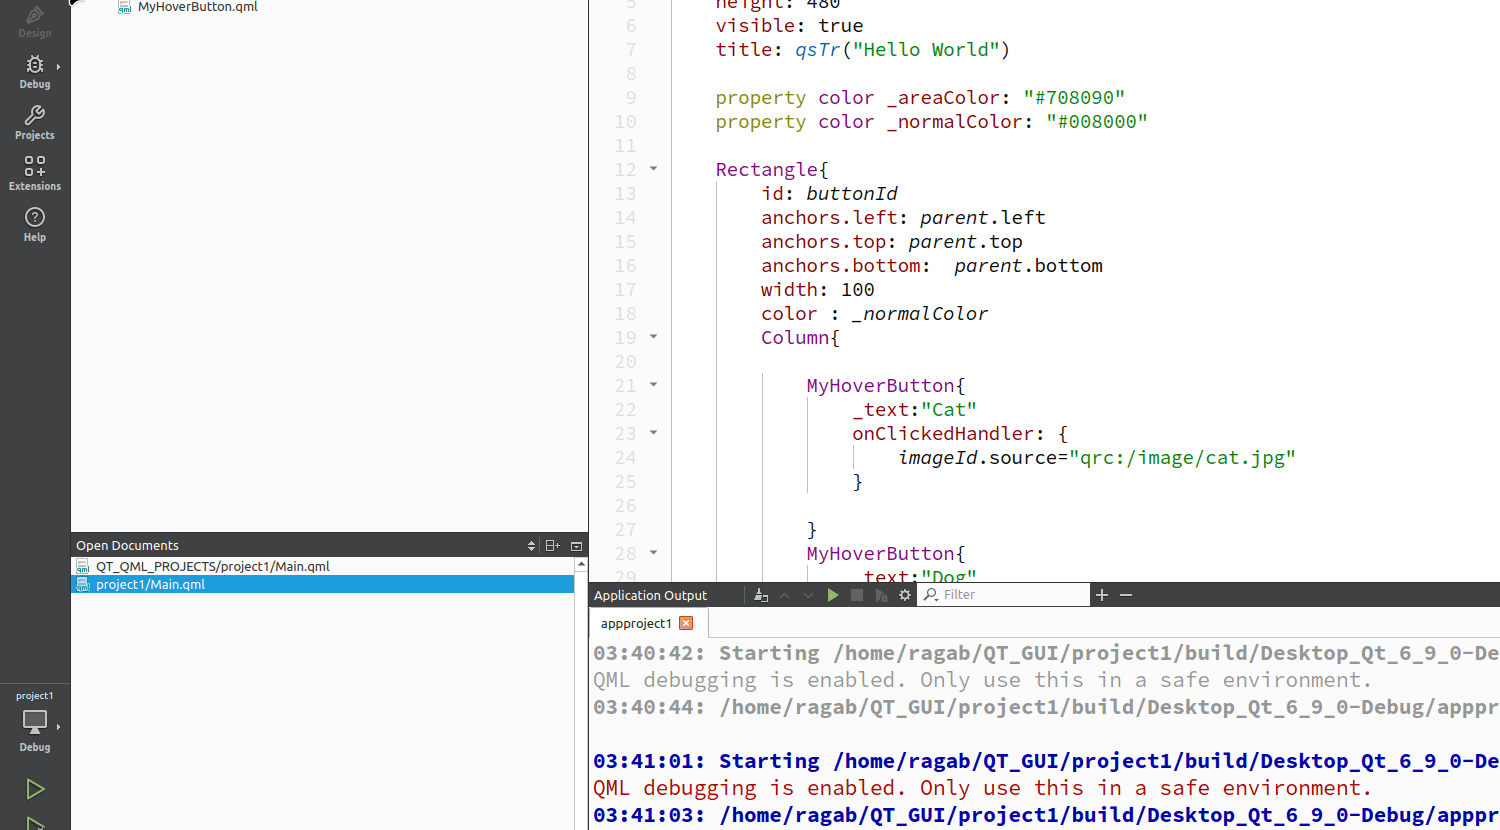 Design
Debug
Projects
Extensions
Help
project1
Debug
MyHoverButton.qml
Open Documents
QT_QML_PROJECTS/project1/Main.qml
project1/Main.qml
5 height: 480
6 visible: true
7 title: qsTr("Hello World")
8
9 property color _areaColor: "#708090"
10 property color _normalColor: "#008000"
11
12 Rectangle{
13 id: buttonId
14 anchors.left: parent.left
15 anchors.top: parent.top
16 anchors.bottom:  parent.bottom
17 width: 100
18 color : _normalColor
19 Column{
20
21 MyHoverButton{
22 _text:"Cat"
23 onClickedHandler: {
24 imageId.source="qrc:/image/cat.jpg"
25 }
26
27 }
28 MyHoverButton{
29 _text:"Dog"
Application Output
Filter
appproject1
03:40:42: Starting /home/ragab/QT_GUI/project1/build/Desktop_Qt_6_9_0-De
QML debugging is enabled. Only use this in a safe environment.
03:40:44: /home/ragab/QT_GUI/project1/build/Desktop_Qt_6_9_0-Debug/apppr
03:41:01: Starting /home/ragab/QT_GUI/project1/build/Desktop_Qt_6_9_0-De
QML debugging is enabled. Only use this in a safe environment.
03:41:03: /home/ragab/QT_GUI/project1/build/Desktop_Qt_6_9_0-Debug/apppr